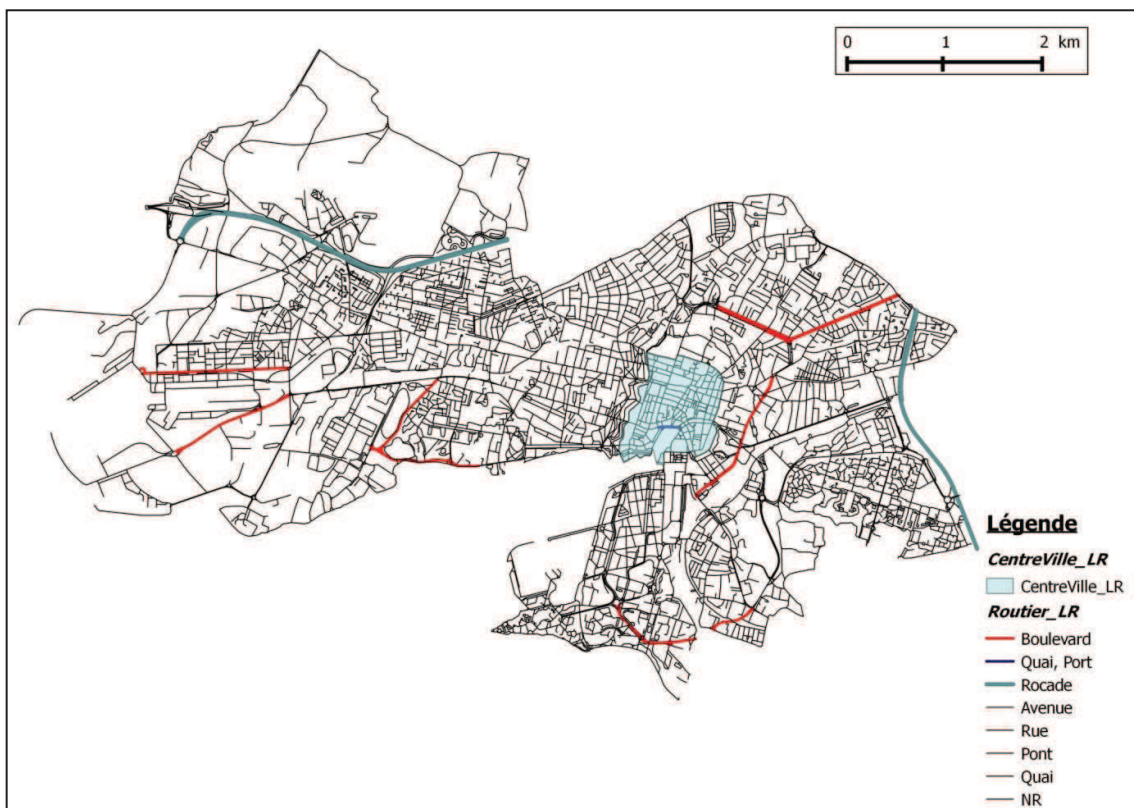 0 1 2 km
Légende
CentreVille_LR
CentreVille_LR
Routier_LR
Boulevard
Quai, Port
Rocade
Avenue
Rue
Pont
Quai
NR